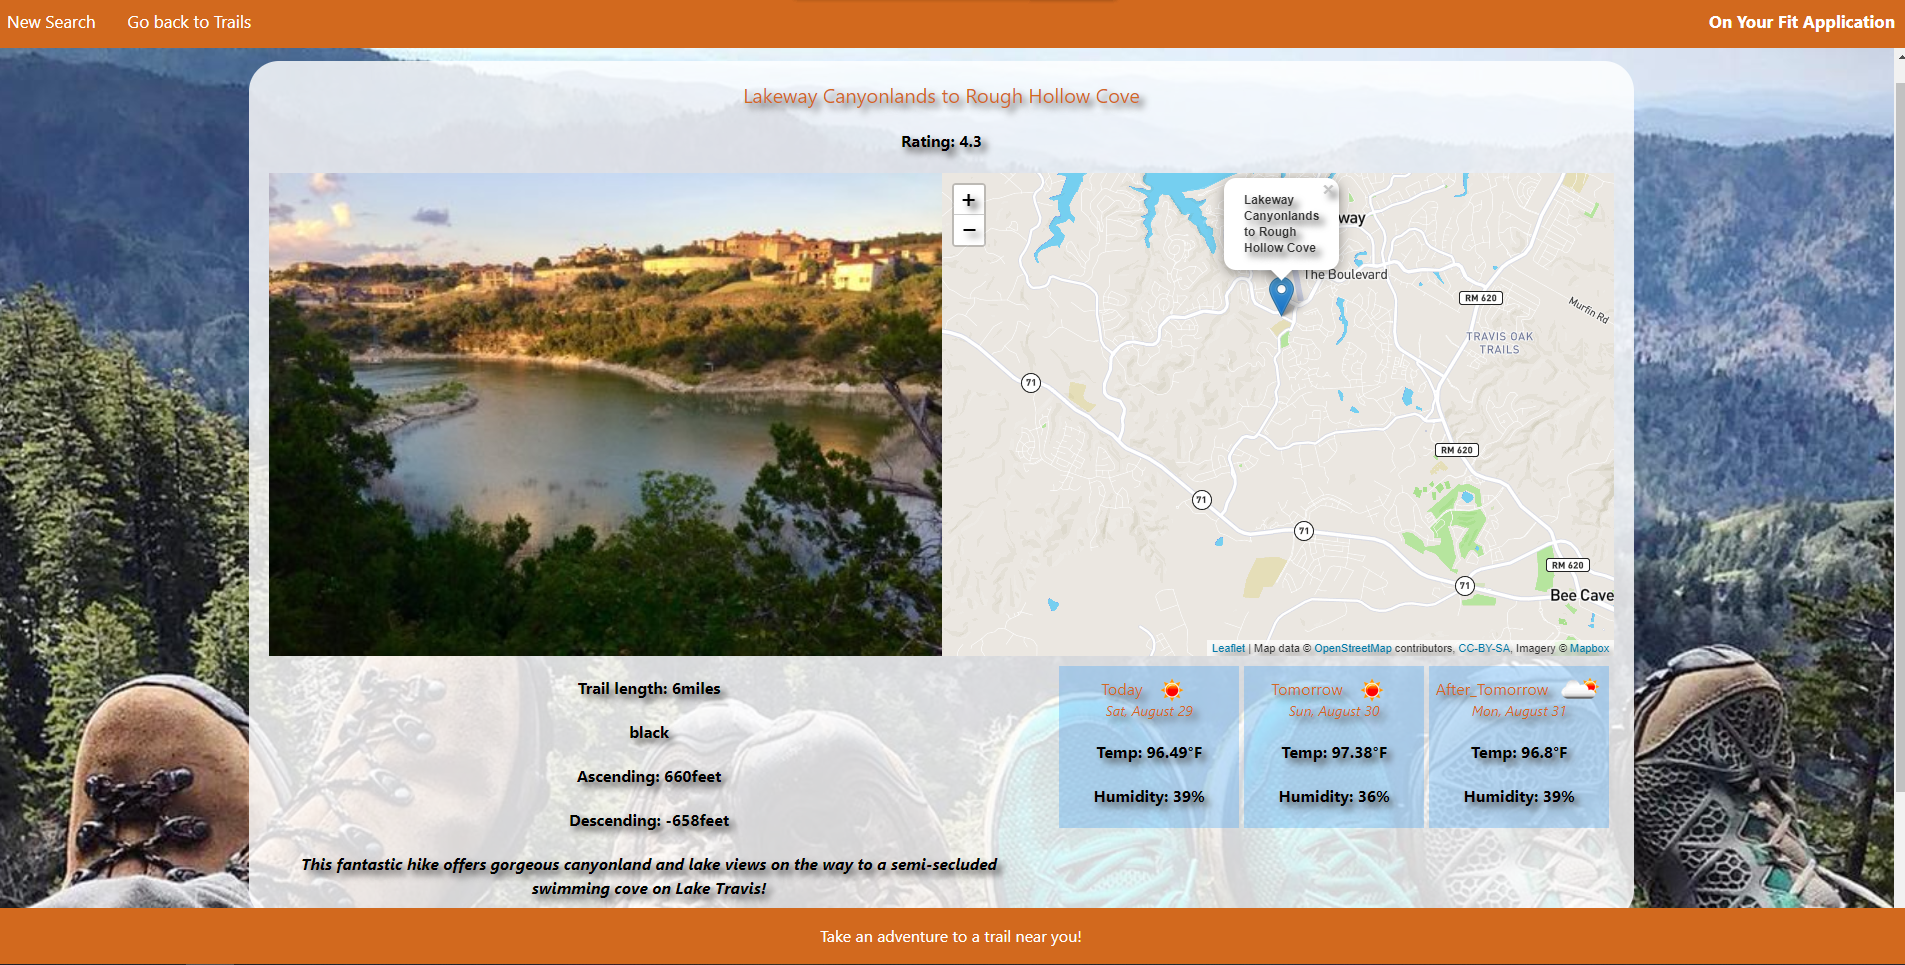 New Search Go back to Trails On Your Fit Application
Lakeway Canyonlands to Rough Hollow Cove
Rating: 4.3
+
−
Lakeway
Canyonlands
to Rough
Hollow Cove
×
way
The Boulevard
RM 620
Murfin Rd
TRAVIS OAK
TRAILS
71
RM 620
71
71
RM 620
71
Bee Cave
Leaflet | Map data © OpenStreetMap contributors, CC-BY-SA, Imagery © Mapbox
Trail length: 6miles
black
Ascending: 660feet
Descending: -658feet
This fantastic hike offers gorgeous canyonland and lake views on the way to a semi-secluded
swimming cove on Lake Travis!
Today
Sat, August 29
Temp: 96.49°F
Humidity: 39%
Tomorrow
Sun, August 30
Temp: 97.38°F
Humidity: 36%
After_Tomorrow
Mon, August 31
Temp: 96.8°F
Humidity: 39%
Take an adventure to a trail near you!